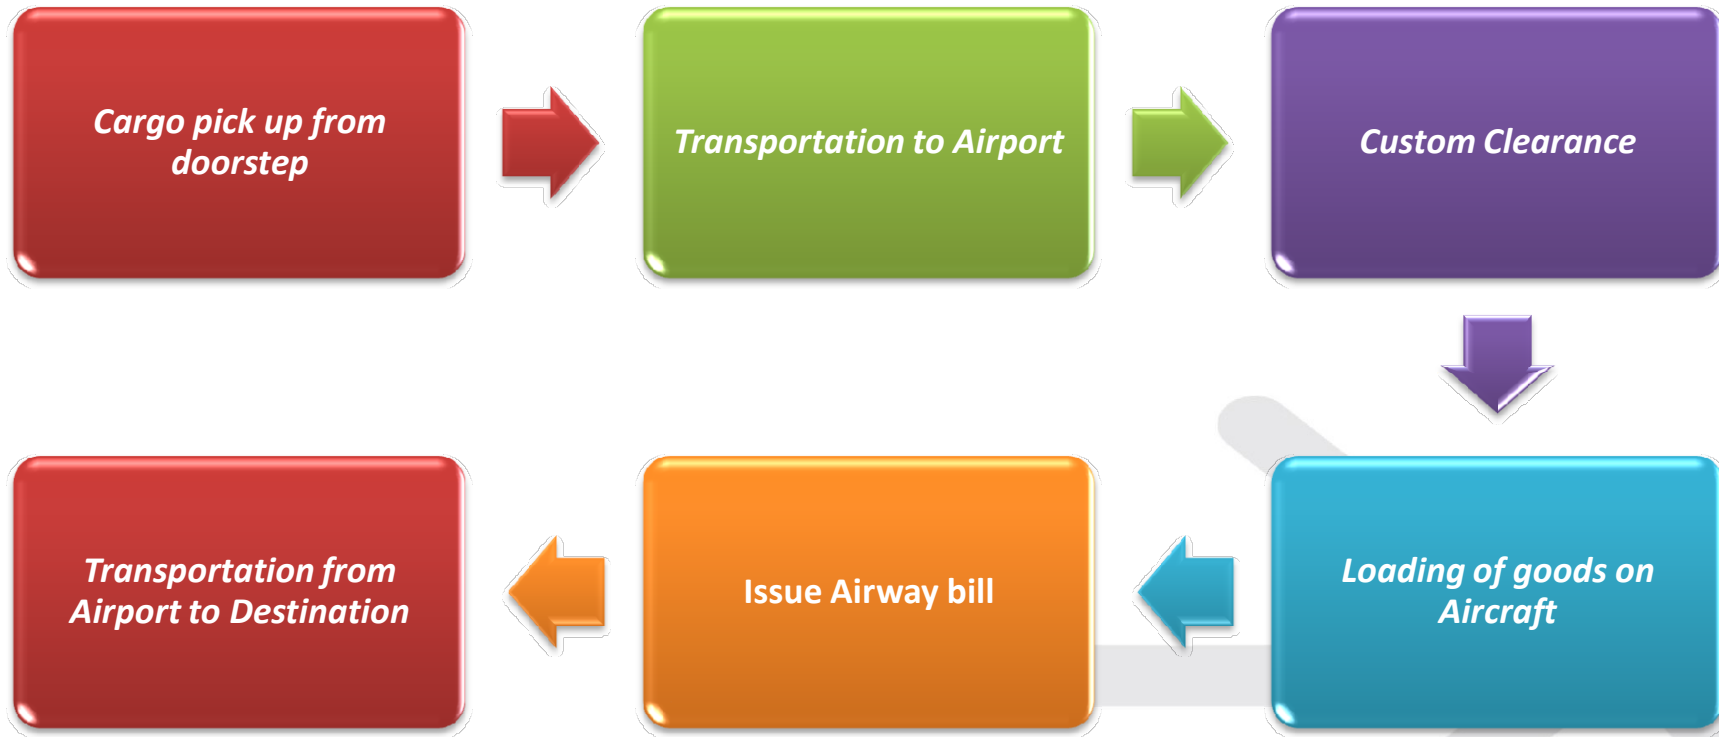 Cargo pick up from
doorstep
Transportation to Airport
Custom Clearance
Loading of goods on
Aircraft
Issue Airway bill
Transportation from
Airport to Destination